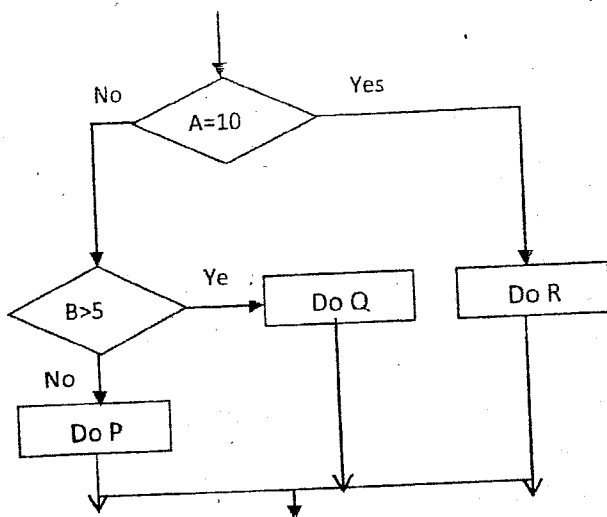 No
Yes
A=10
B>5
Ye
Do Q
Do R
No
Do P